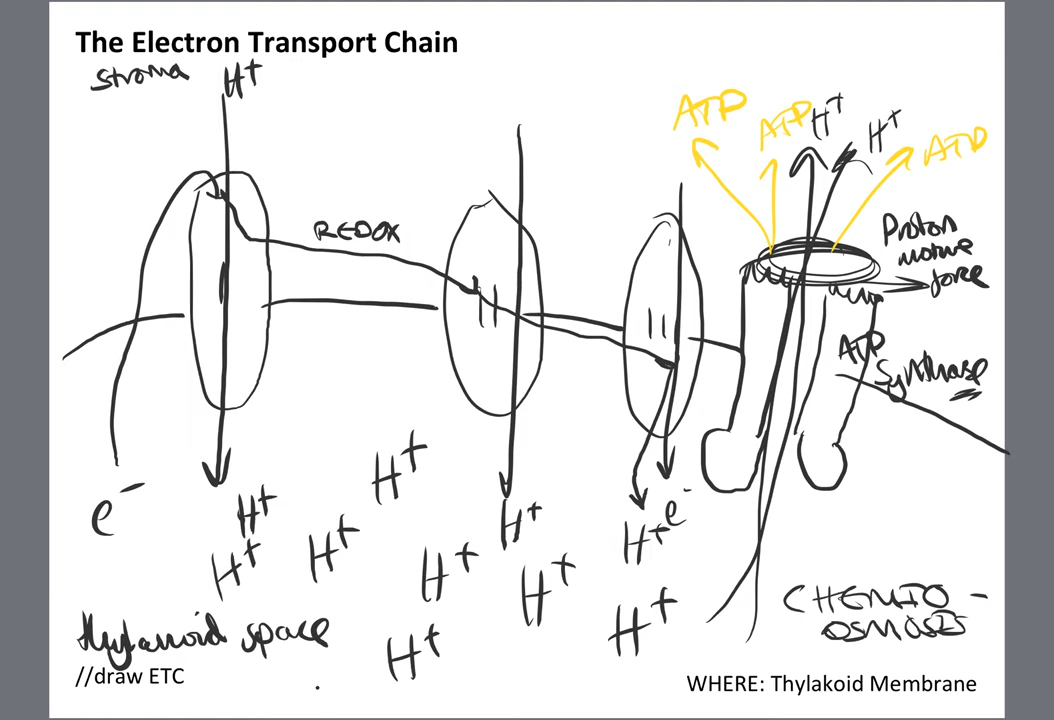 The Electron Transport Chain
stroma
H+
ATP
ATP
H+
H+
ATP
REDOX
Proton
motive
force
ATP
Synthase
e-
H+
H+
H+
H+
H+
H+
H+
H+
e-
H+
H+
CHEMIO-
OSMOSIS
thylakoid space
//draw ETC
WHERE: Thylakoid Membrane